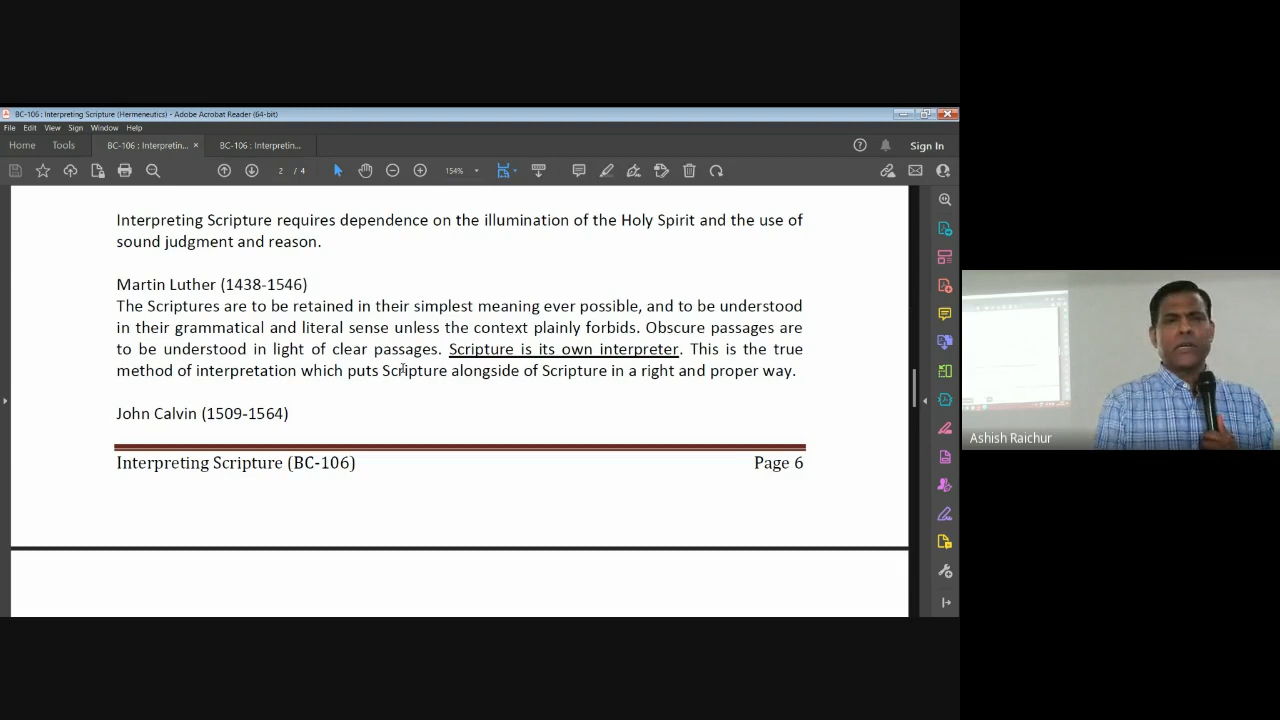 BC-106 : Interpreting Scripture (Hermeneutics) - Adobe Acrobat Reader (64-bit)
File Edit View Sign Window Help
Home Tools BC-106 : Interpretin... × BC-106 : Interpretin... Sign In
2 / 4 154%
Interpreting Scripture requires dependence on the illumination of the Holy Spirit and the use of
sound judgment and reason.
Martin Luther (1438-1546)
The Scriptures are to be retained in their simplest meaning ever possible, and to be understood
in their grammatical and literal sense unless the context plainly forbids. Obscure passages are
to be understood in light of clear passages. Scripture is its own interpreter. This is the true
method of interpretation which puts Scripture alongside of Scripture in a right and proper way.
John Calvin (1509-1564)
Interpreting Scripture (BC-106) Page 6
Ashish Raichur